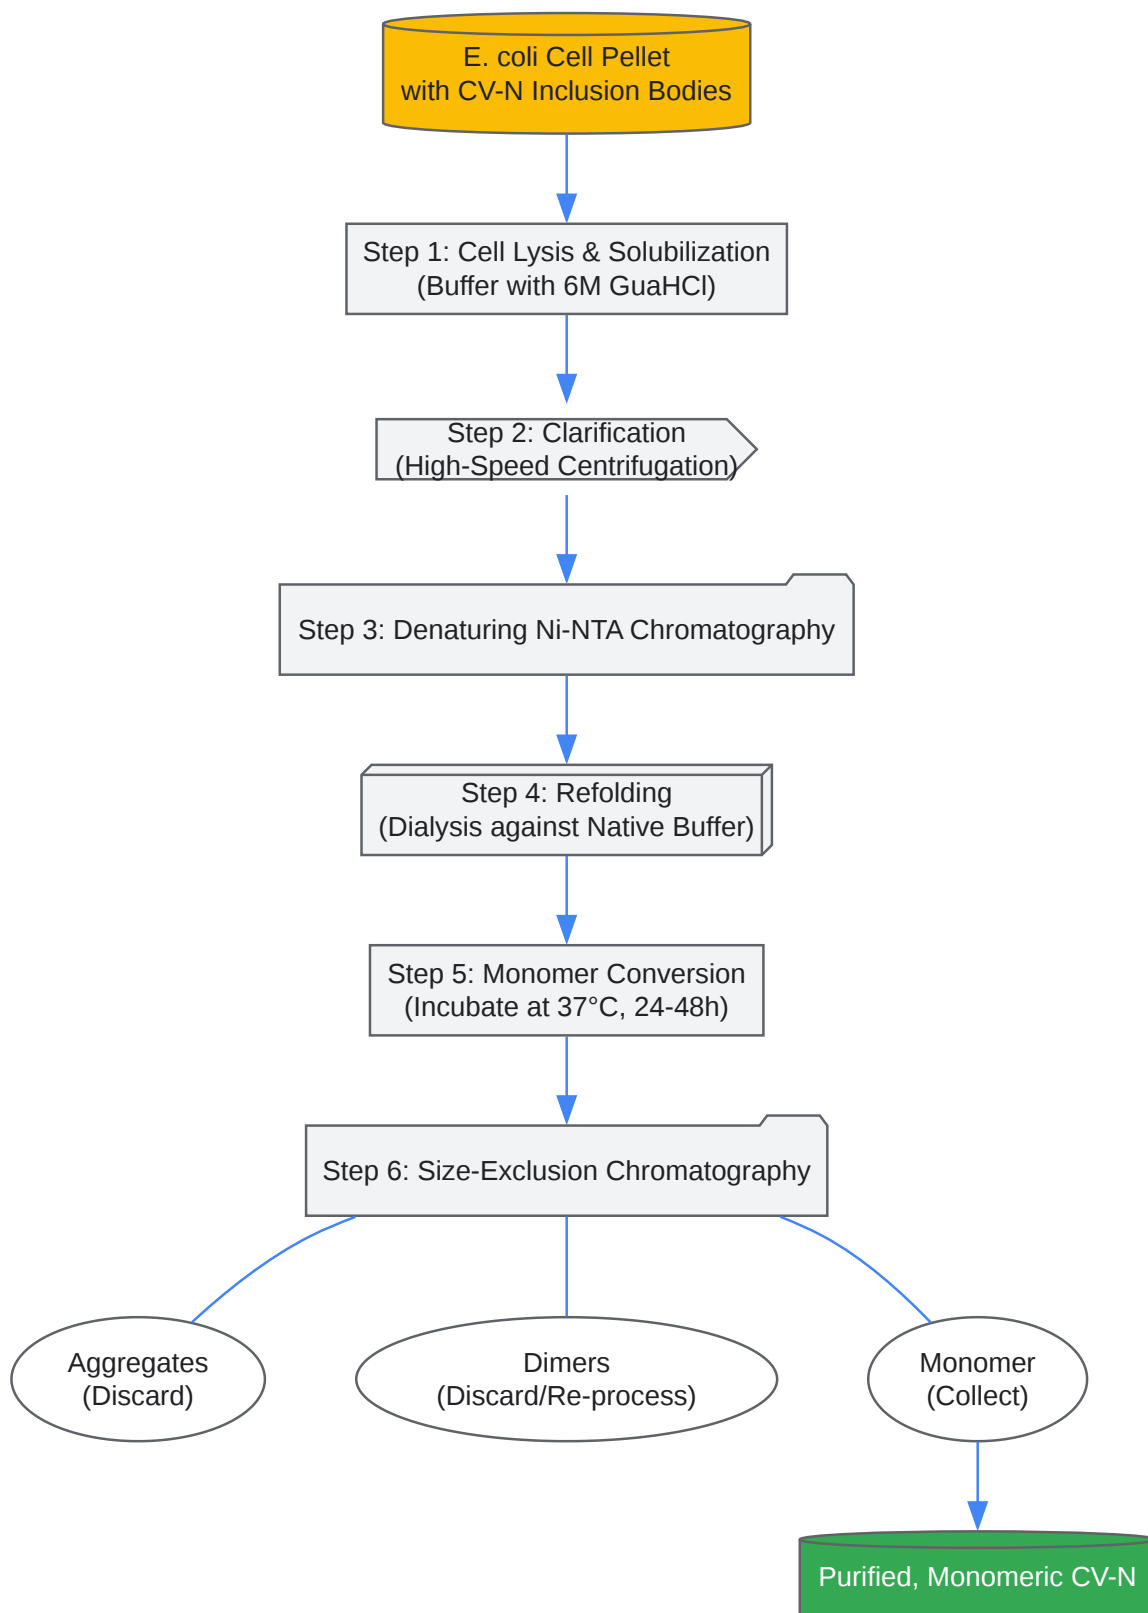 E. coli Cell Pellet
with CV-N Inclusion Bodies
Step 1: Cell Lysis & Solubilization
(Buffer with 6M GuaHCl)
Step 2: Clarification
(High-Speed Centrifugation)
Step 3: Denaturing Ni-NTA Chromatography
Step 4: Refolding
(Dialysis against Native Buffer)
Step 5: Monomer Conversion
(Incubate at 37°C, 24-48h)
Step 6: Size-Exclusion Chromatography
Aggregates
(Discard)
Dimers
(Discard/Re-process)
Monomer
(Collect)
Purified, Monomeric CV-N